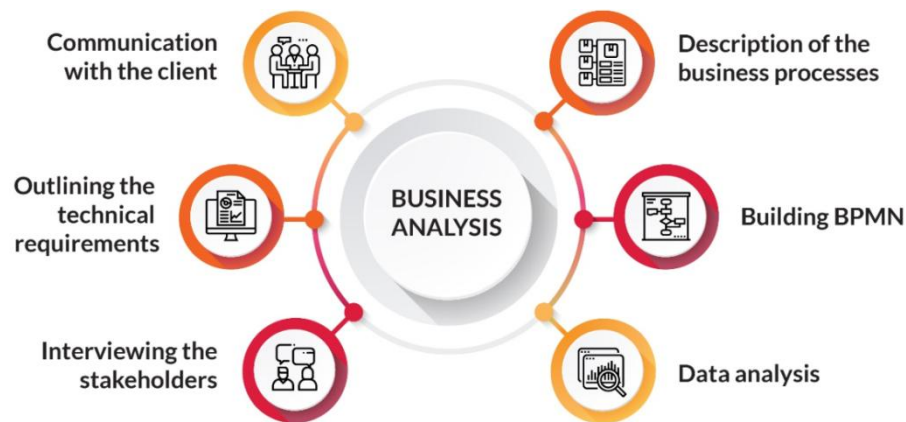 Communication
with the client
Description of the
business processes
Outlining the
technical
requirements
BUSINESS
ANALYSIS
Building BPMN
Interviewing the
stakeholders
Data analysis